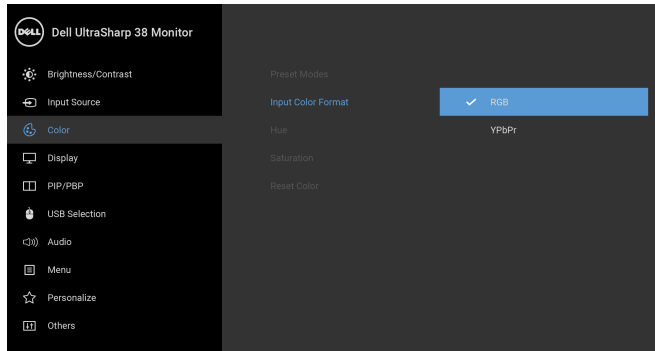 DELL Dell UltraSharp 38 Monitor
Brightness/Contrast
Input Source
Color
Display
PIP/PBP
USB Selection
Audio
Menu
Personalize
Others
Preset Modes
Input Color Format
Hue
Saturation
Reset Color
RGB
YPbPr